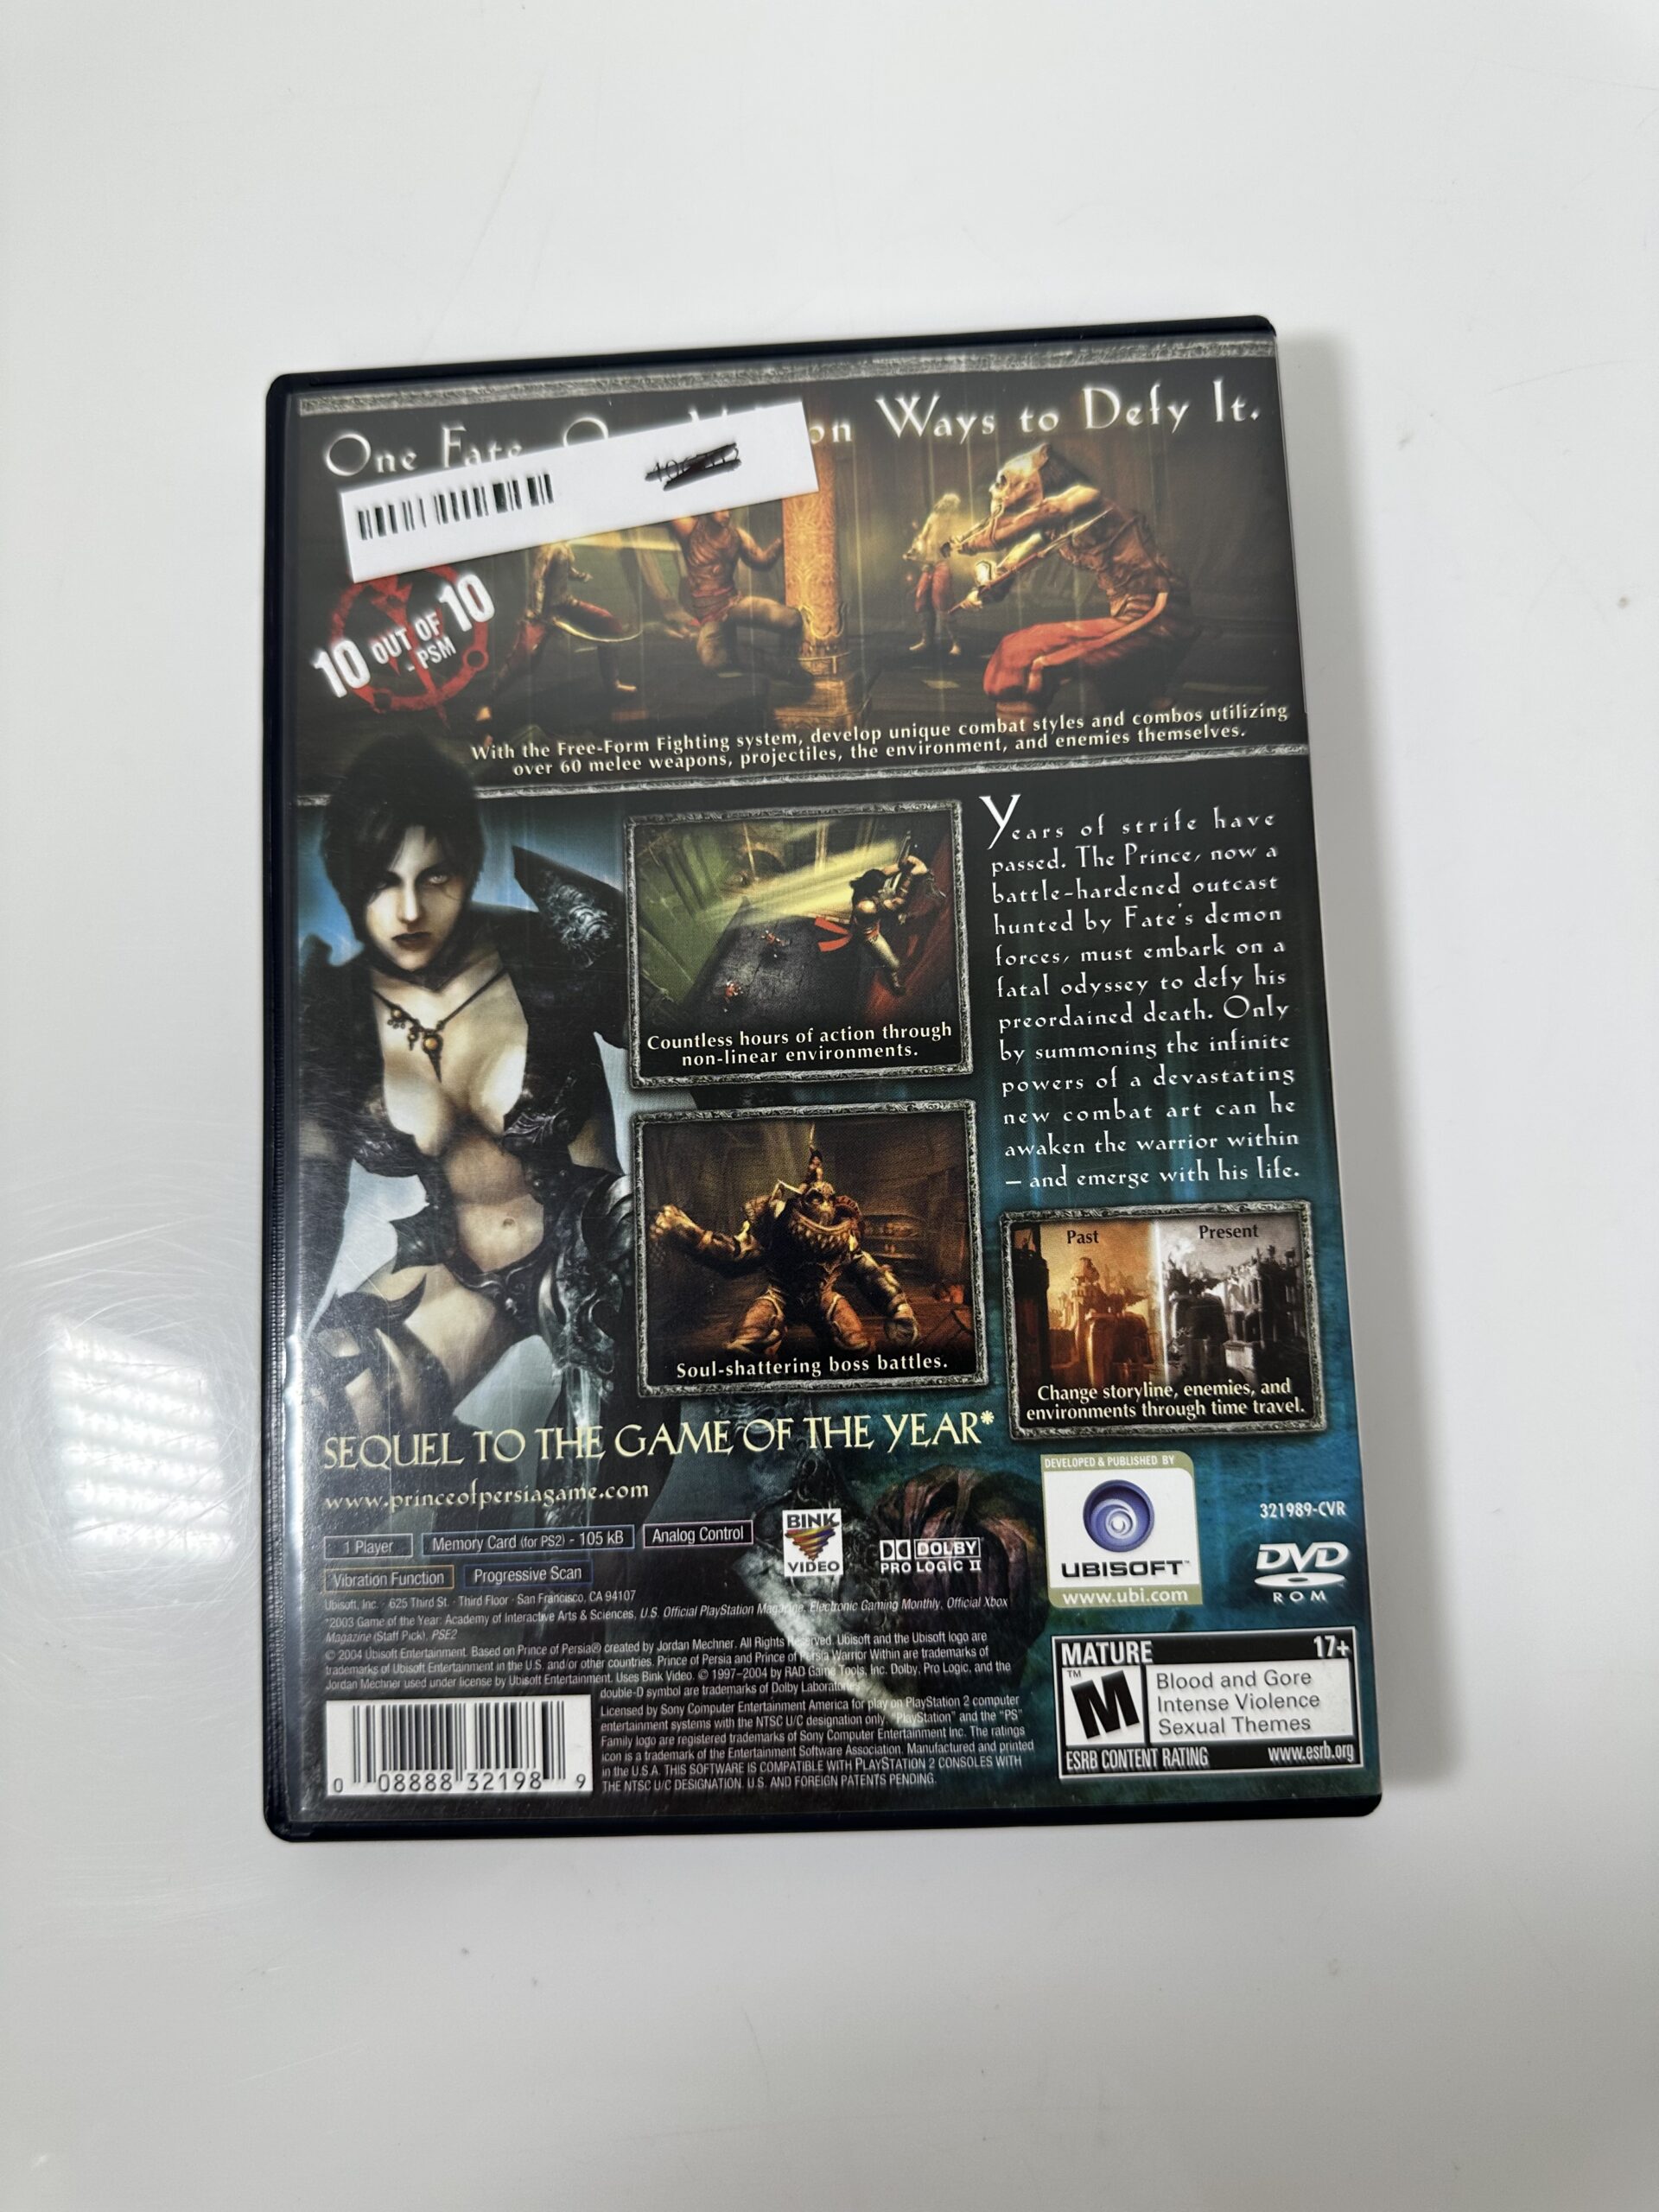 One Fate. Ways to Defy It.
10 OUT OF 10
- PSM
With the Free-Form Fighting system, develop unique combat styles and combos utilizing
over 60 melee weapons, projectiles, the environment, and enemies themselves.
Countless hours of action through
non-linear environments.
Soul-shattering boss battles.
Years of strife have
passed. The Prince, now a
battle-hardened outcast
hunted by Fate's demon
forces, must embark on a
fatal odyssey to defy his
preordained death. Only
by summoning the infinite
powers of a devastating
new combat art can he
awaken the warrior within
– and emerge with his life.
Past Present
Change storyline, enemies, and
environments through time travel.
SEQUEL TO THE GAME OF THE YEAR*
www.princeofpersiagame.com
1 Player
Memory Card (for PS2) - 105 kB
Analog Control
Vibration Function
Progressive Scan
BINK
VIDEO
DOLBY
PRO LOGIC II
DEVELOPED & PUBLISHED BY
UBISOFT™
www.ubi.com
321989-CVR
DVD
ROM
Ubisoft, Inc. · 625 Third St. · Third Floor · San Francisco, CA 94107
*2003 Game of the Year: Academy of Interactive Arts & Sciences, U.S. Official PlayStation Magazine, Electronic Gaming Monthly, Official Xbox
Magazine (Staff Pick), PSE2
© 2004 Ubisoft Entertainment. Based on Prince of Persia® created by Jordan Mechner. All Rights Reserved. Ubisoft and the Ubisoft logo are
trademarks of Ubisoft Entertainment in the U.S. and/or other countries. Prince of Persia and Prince of Persia Warrior Within are trademarks of
Jordan Mechner used under license by Ubisoft Entertainment. Uses Bink Video. © 1997–2004 by RAD Game Tools, Inc. Dolby, Pro Logic, and the
double-D symbol are trademarks of Dolby Laboratories.
Licensed by Sony Computer Entertainment America for play on PlayStation 2 computer
entertainment systems with the NTSC U/C designation only. "PlayStation" and the "PS"
Family logo are registered trademarks of Sony Computer Entertainment Inc. The ratings
icon is a trademark of the Entertainment Software Association. Manufactured and printed
in the U.S.A. THIS SOFTWARE IS COMPATIBLE WITH PLAYSTATION 2 CONSOLES WITH
THE NTSC U/C DESIGNATION. U.S. AND FOREIGN PATENTS PENDING.
0 08888 32198 9
MATURE 17+
™
M
Blood and Gore
Intense Violence
Sexual Themes
ESRB CONTENT RATING www.esrb.org